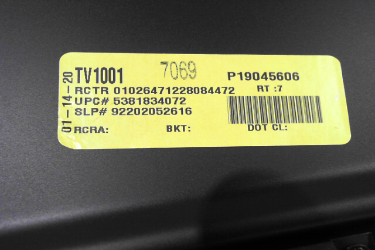 01-14-20
TV1001 7069 P19045606
RCTR 01026471228084472 RT :7
UPC# 5381834072
SLP# 92202052616
RCRA: BKT: DOT CL: